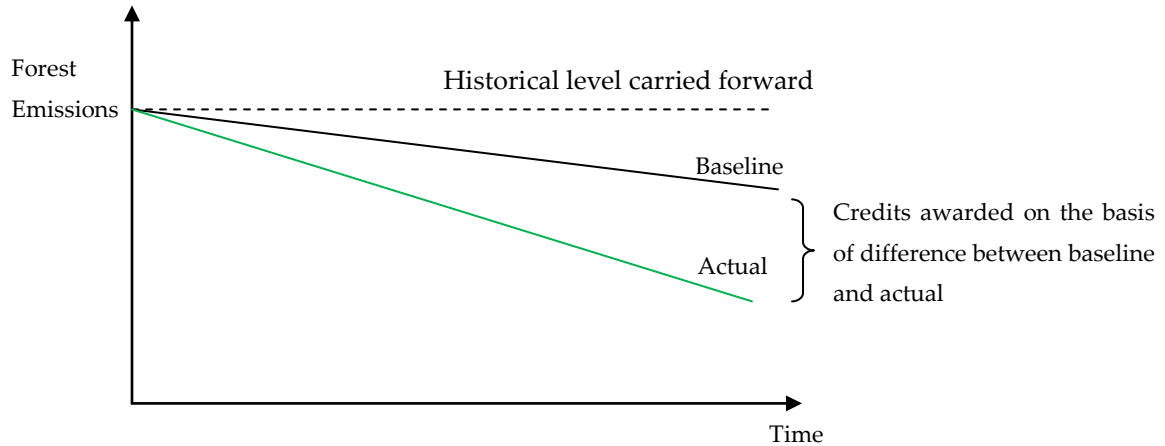 Forest
Emissions
Historical level carried forward
Baseline
Credits awarded on the basis
of difference between baseline
and actual
Actual
Time